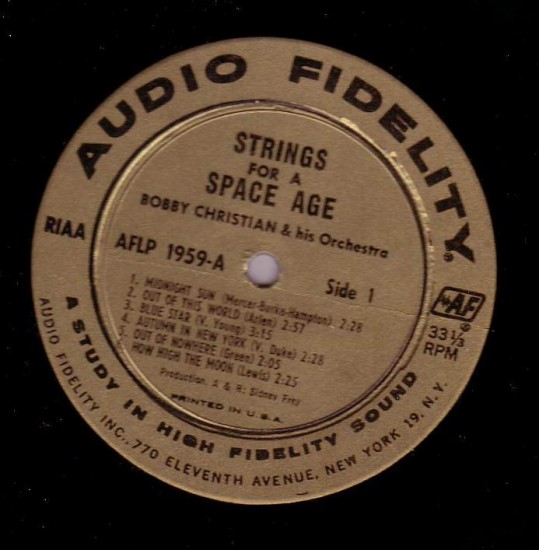 AUDIO FIDELITY®
STRINGS
FOR A
SPACE AGE
BOBBY CHRISTIAN & his Orchestra
RIAA
AFLP 1959-A
Side 1
AF®
33 1/3
RPM
1. MIDNIGHT SUN (Mercer-Burke-Hampton) 2:28
2. OUT OF THIS WORLD (Arlen) 2:57
3. BLUE STAR (V. Young) 3:15
4. AUTUMN IN NEW YORK (V. Duke) 2:28
5. OUT OF NOWHERE (Green) 2:05
6. HOW HIGH THE MOON (Lewis) 2:25
Production, A & R: Sidney Frey
PRINTED IN U.S.A.
A STUDY IN HIGH FIDELITY SOUND
AUDIO FIDELITY INC., 770 ELEVENTH AVENUE, NEW YORK 19, N.Y.